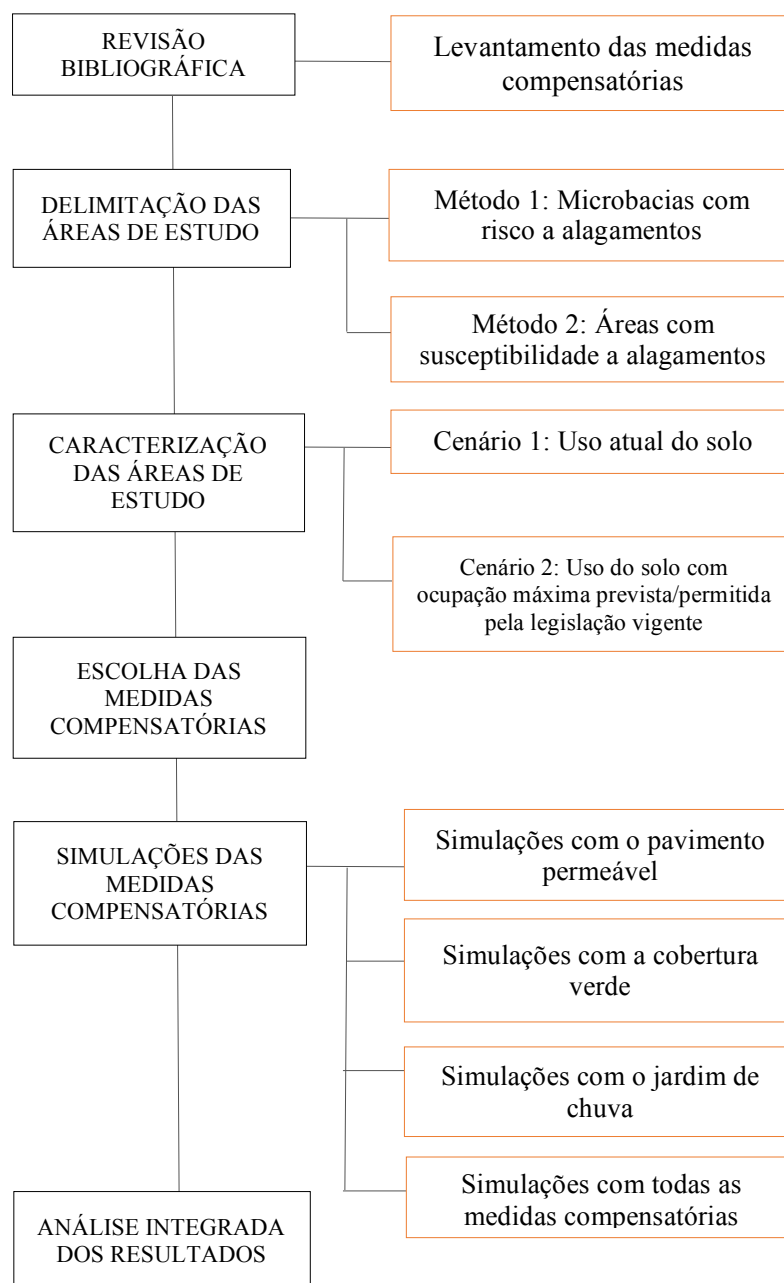 REVISÃO
BIBLIOGRÁFICA
Levantamento das medidas
compensatórias
DELIMITAÇÃO DAS
ÁREAS DE ESTUDO
Método 1: Microbacias com
risco a alagamentos
Método 2: Áreas com
susceptibilidade a alagamentos
CARACTERIZAÇÃO
DAS ÁREAS DE
ESTUDO
Cenário 1: Uso atual do solo
Cenário 2: Uso do solo com
ocupação máxima prevista/permitida
pela legislação vigente
ESCOLHA DAS
MEDIDAS
COMPENSATÓRIAS
SIMULAÇÕES DAS
MEDIDAS
COMPENSATÓRIAS
Simulações com o pavimento
permeável
Simulações com a cobertura
verde
Simulações com o jardim de
chuva
Simulações com todas as
medidas compensatórias
ANÁLISE INTEGRADA
DOS RESULTADOS